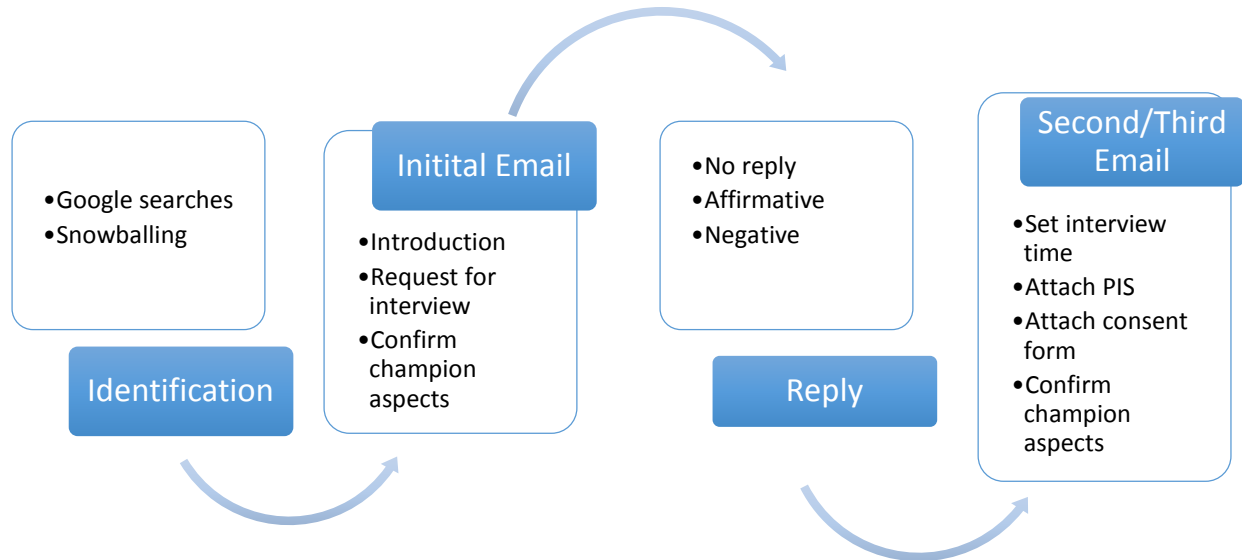 •Google searches
•Snowballing
Identification
Initital Email
•Introduction
•Request for
interview
•Confirm
champion
aspects
•No reply
•Affirmative
•Negative
Reply
Second/Third
Email
•Set interview
time
•Attach PIS
•Attach consent
form
•Confirm
champion
aspects